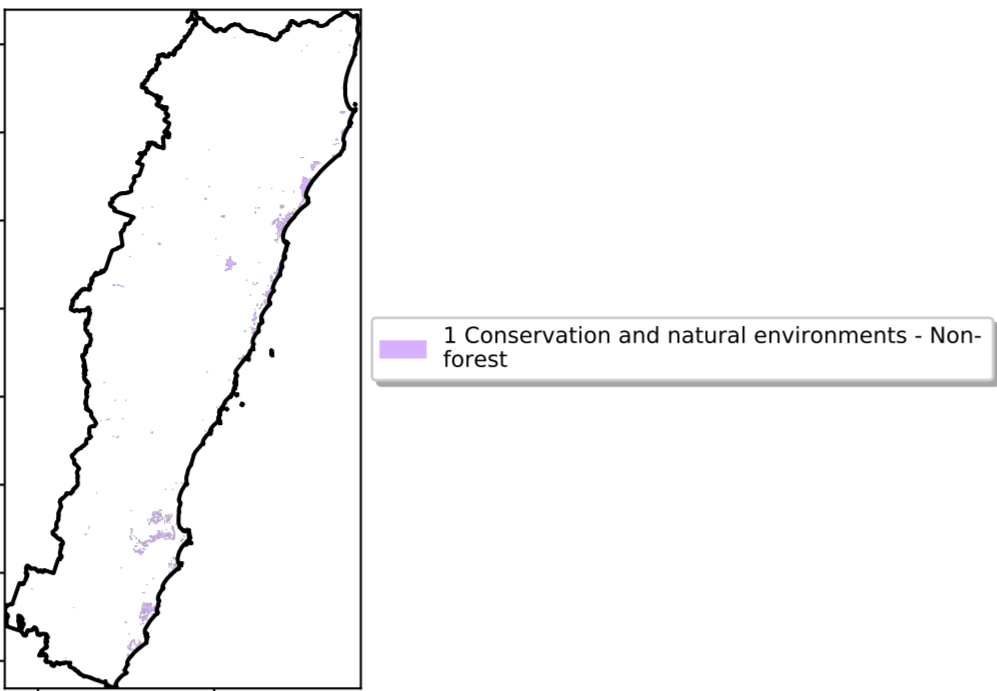 1 Conservation and natural environments - Non-
forest